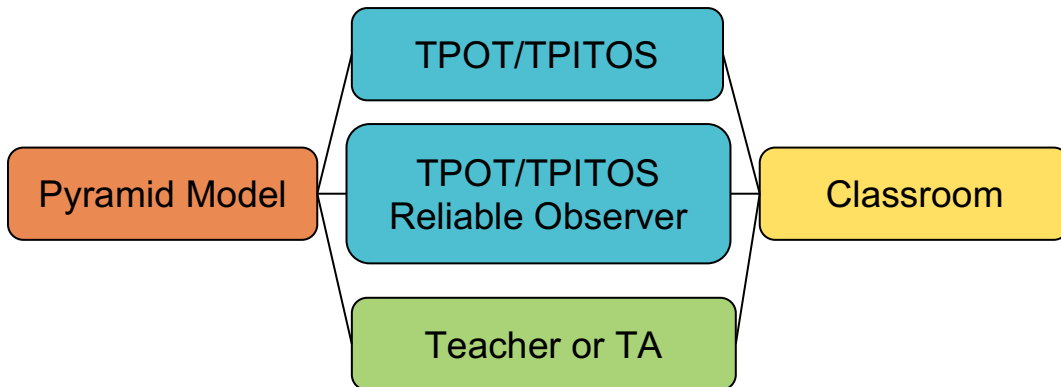 TPOT/TPITOS
Pyramid Model
TPOT/TPITOS
Reliable Observer
Classroom
Teacher or TA